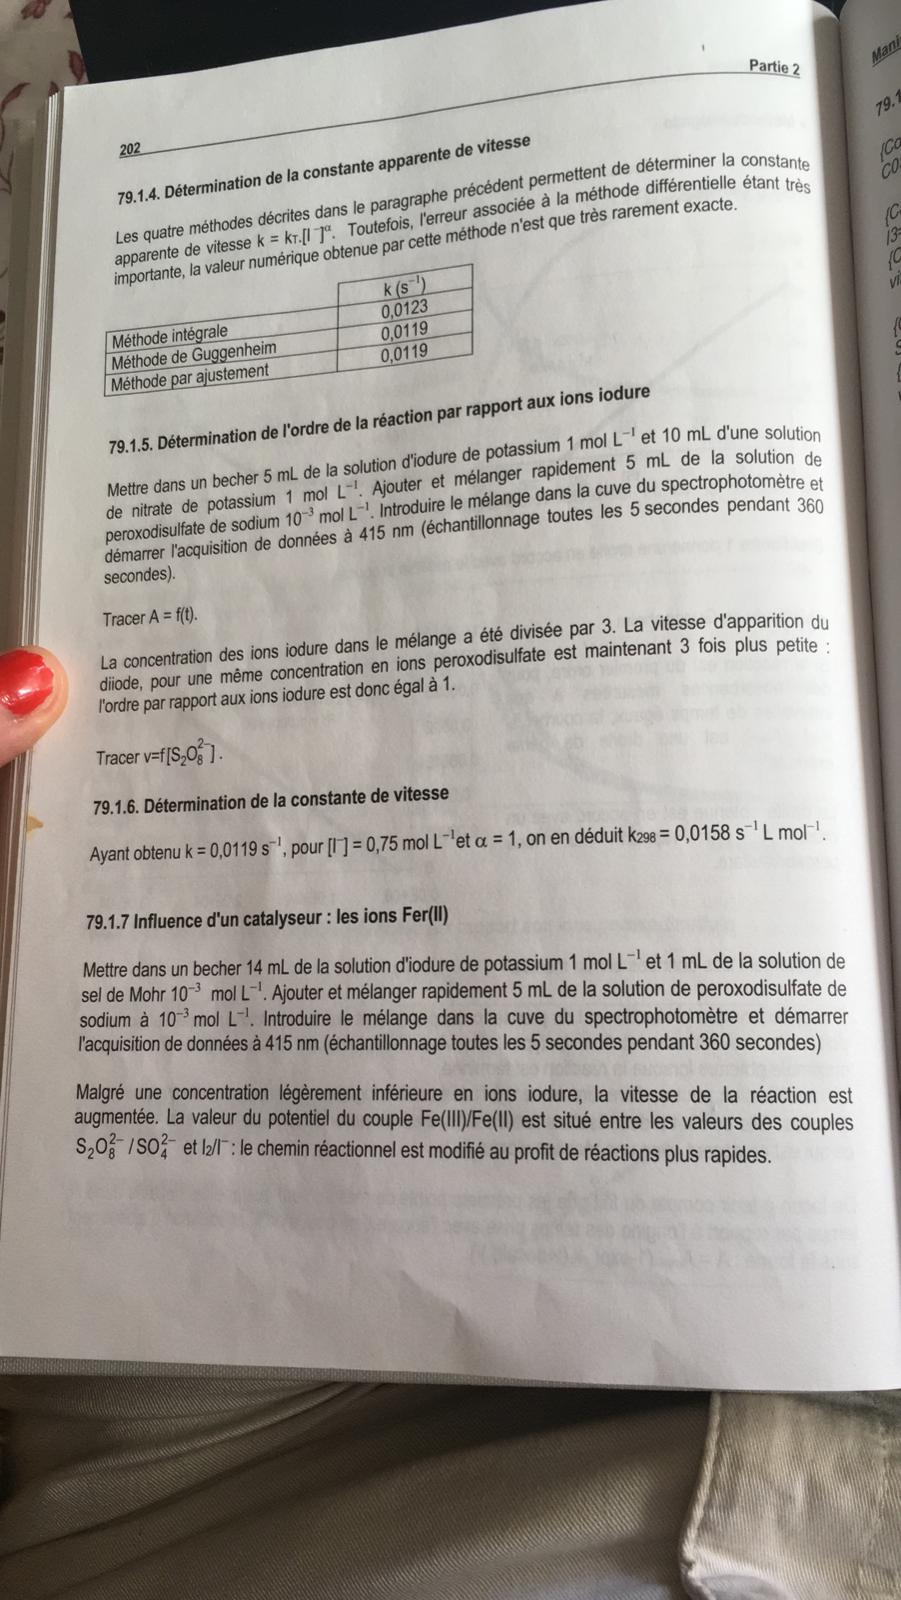 Partie 2
202
79.1.4. Détermination de la constante apparente de vitesse
Les quatre méthodes décrites dans le paragraphe précédent permettent de déterminer la constante
apparente de vitesse k = kT.[I⁻]ᵅ. Toutefois, l'erreur associée à la méthode différentielle étant très
importante, la valeur numérique obtenue par cette méthode n'est que très rarement exacte.
k (s⁻¹)
Méthode intégrale 0,0123
Méthode de Guggenheim 0,0119
Méthode par ajustement 0,0119
79.1.5. Détermination de l'ordre de la réaction par rapport aux ions iodure
Mettre dans un becher 5 mL de la solution d'iodure de potassium 1 mol L⁻¹ et 10 mL d'une solution
de nitrate de potassium 1 mol L⁻¹. Ajouter et mélanger rapidement 5 mL de la solution de
peroxodisulfate de sodium 10⁻³ mol L⁻¹. Introduire le mélange dans la cuve du spectrophotomètre et
démarrer l'acquisition de données à 415 nm (échantillonnage toutes les 5 secondes pendant 360
secondes).
Tracer A = f(t).
La concentration des ions iodure dans le mélange a été divisée par 3. La vitesse d'apparition du
diiode, pour une même concentration en ions peroxodisulfate est maintenant 3 fois plus petite :
l'ordre par rapport aux ions iodure est donc égal à 1.
Tracer v=f[S₂O₈²⁻].
79.1.6. Détermination de la constante de vitesse
Ayant obtenu k = 0,0119 s⁻¹, pour [I⁻] = 0,75 mol L⁻¹et α = 1, on en déduit k298 = 0,0158 s⁻¹ L mol⁻¹.
79.1.7 Influence d'un catalyseur : les ions Fer(II)
Mettre dans un becher 14 mL de la solution d'iodure de potassium 1 mol L⁻¹ et 1 mL de la solution de
sel de Mohr 10⁻³ mol L⁻¹. Ajouter et mélanger rapidement 5 mL de la solution de peroxodisulfate de
sodium à 10⁻³ mol L⁻¹. Introduire le mélange dans la cuve du spectrophotomètre et démarrer
l'acquisition de données à 415 nm (échantillonnage toutes les 5 secondes pendant 360 secondes)
Malgré une concentration légèrement inférieure en ions iodure, la vitesse de la réaction est
augmentée. La valeur du potentiel du couple Fe(III)/Fe(II) est situé entre les valeurs des couples
S₂O₈²⁻ /SO₄²⁻ et I2/I⁻ : le chemin réactionnel est modifié au profit de réactions plus rapides.
79.1